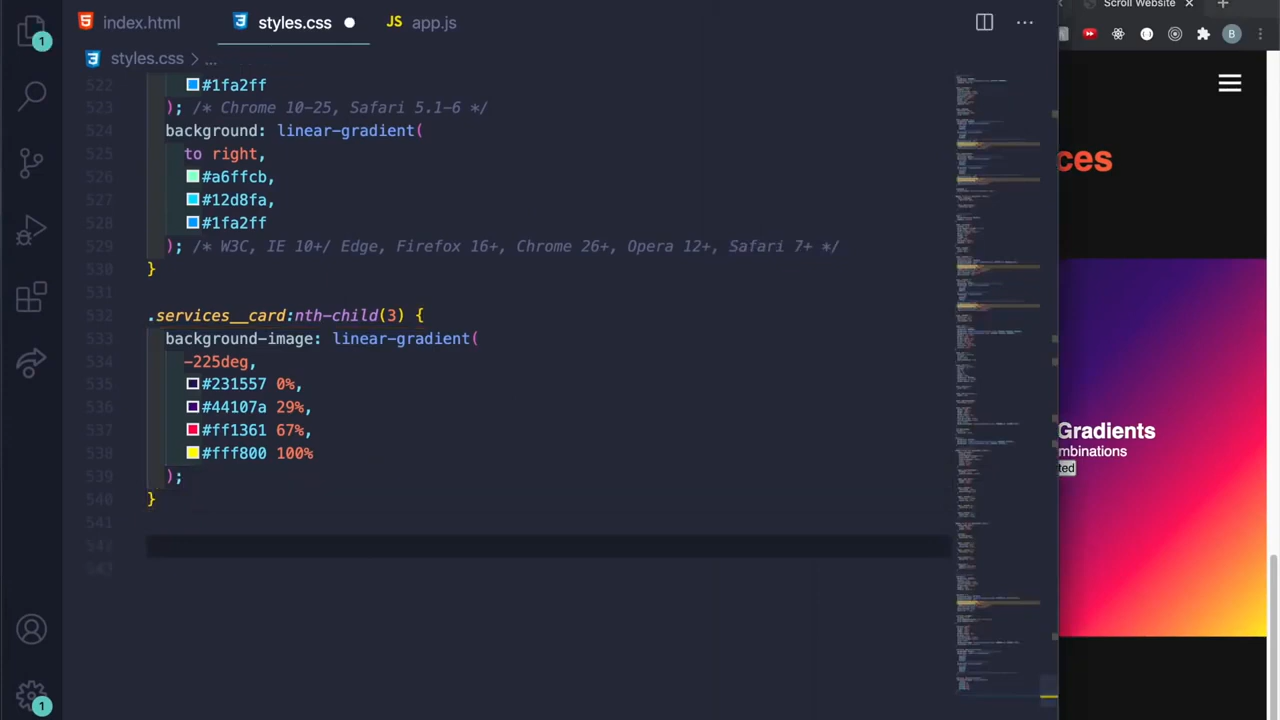 index.html
styles.css
JS app.js
Scroll Website
styles.css > ...
B
522 #1fa2ff
523 ); /* Chrome 10-25, Safari 5.1-6 */
524 background: linear-gradient(
525 to right,
526 #a6ffcb,
527 #12d8fa,
528 #1fa2ff
529 ); /* W3C, IE 10+/ Edge, Firefox 16+, Chrome 26+, Opera 12+, Safari 7+ */
530 }
531
532 .services__card:nth-child(3) {
533 background-image: linear-gradient(
534 -225deg,
535 #231557 0%,
536 #44107a 29%,
537 #ff1361 67%,
538 #fff800 100%
539 );
540 }
541
542
547
1
1
ces
Gradients
mbinations
ted